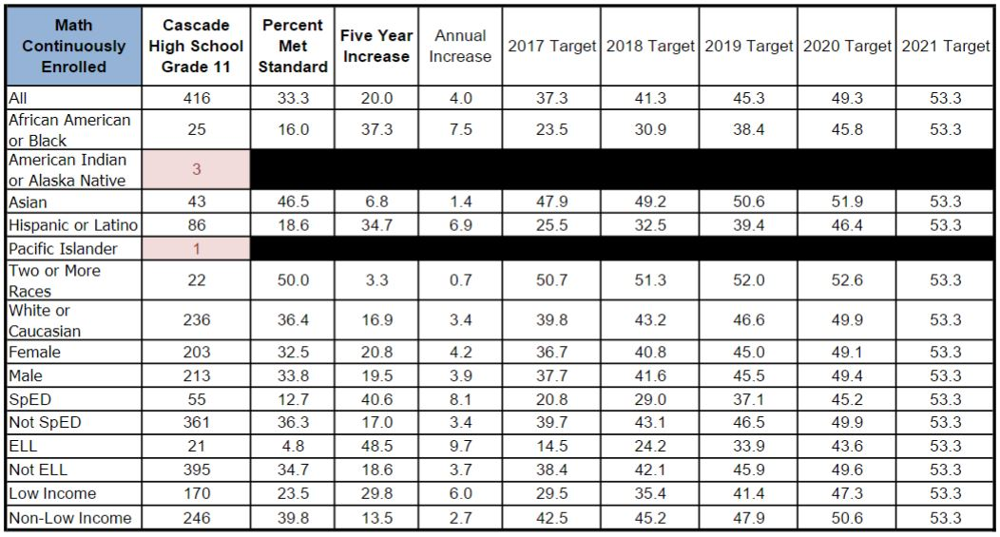 Math Continuously Enrolled | Cascade High School Grade 11 | Percent Met Standard | Five Year Increase | Annual Increase | 2017 Target | 2018 Target | 2019 Target | 2020 Target | 2021 Target
All 416 33.3 20.0 4.0 37.3 41.3 45.3 49.3 53.3
African American or Black 25 16.0 37.3 7.5 23.5 30.9 38.4 45.8 53.3
American Indian or Alaska Native 3
Asian 43 46.5 6.8 1.4 47.9 49.2 50.6 51.9 53.3
Hispanic or Latino 86 18.6 34.7 6.9 25.5 32.5 39.4 46.4 53.3
Pacific Islander 1
Two or More Races 22 50.0 3.3 0.7 50.7 51.3 52.0 52.6 53.3
White or Caucasian 236 36.4 16.9 3.4 39.8 43.2 46.6 49.9 53.3
Female 203 32.5 20.8 4.2 36.7 40.8 45.0 49.1 53.3
Male 213 33.8 19.5 3.9 37.7 41.6 45.5 49.4 53.3
SpED 55 12.7 40.6 8.1 20.8 29.0 37.1 45.2 53.3
Not SpED 361 36.3 17.0 3.4 39.7 43.1 46.5 49.9 53.3
ELL 21 4.8 48.5 9.7 14.5 24.2 33.9 43.6 53.3
Not ELL 395 34.7 18.6 3.7 38.4 42.1 45.9 49.6 53.3
Low Income 170 23.5 29.8 6.0 29.5 35.4 41.4 47.3 53.3
Non-Low Income 246 39.8 13.5 2.7 42.5 45.2 47.9 50.6 53.3